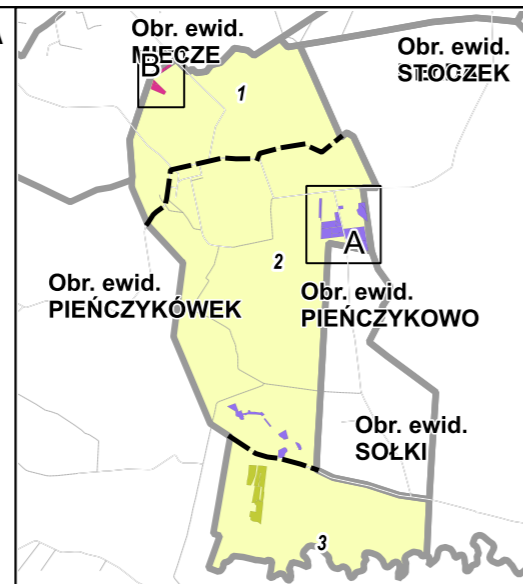 Obr. ewid.
MIECZE
B
1
Obr. ewid.
STOCZEK
A
2
Obr. ewid.
PIEŃCZYKÓWEK
Obr. ewid.
PIEŃCZYKOWO
Obr. ewid.
SOŁKI
3